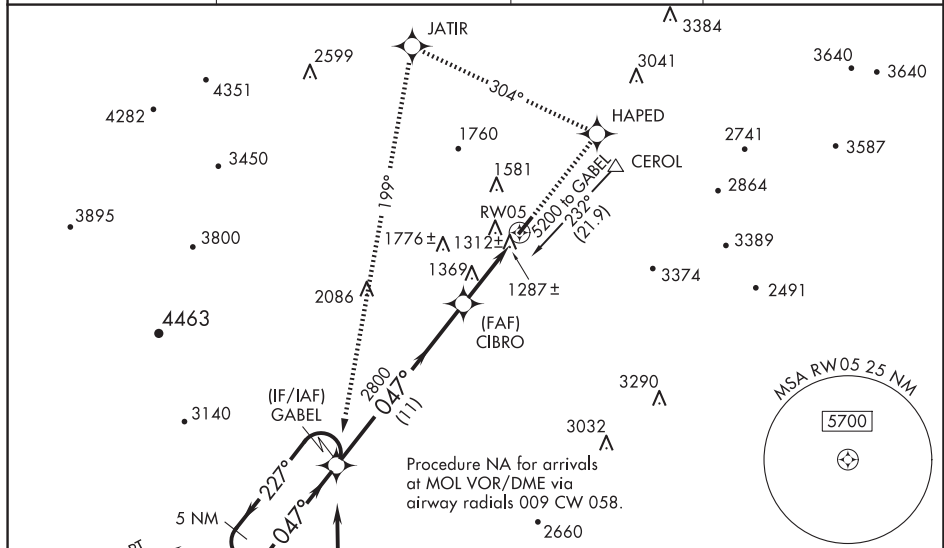 JATIR
3384
2599
3041
3640
3640
4351
4282
304°
HAPED
1760
2741
3587
CEROL
3450
1581
2864
199°
5200 to GABEL
232°
(21.9)
3895
RW05
3800
1776 ±
1312±
3389
1369
3374
1287 ±
2086
2491
4463
(FAF)
CIBRO
MSA RW05 25 NM
2800
047°
(11)
3290
(IF/IAF)
GABEL
5700
3140
3032
Procedure NA for arrivals
at MOL VOR/DME via
airway radials 009 CW 058.
227°
5 NM
047°
2660